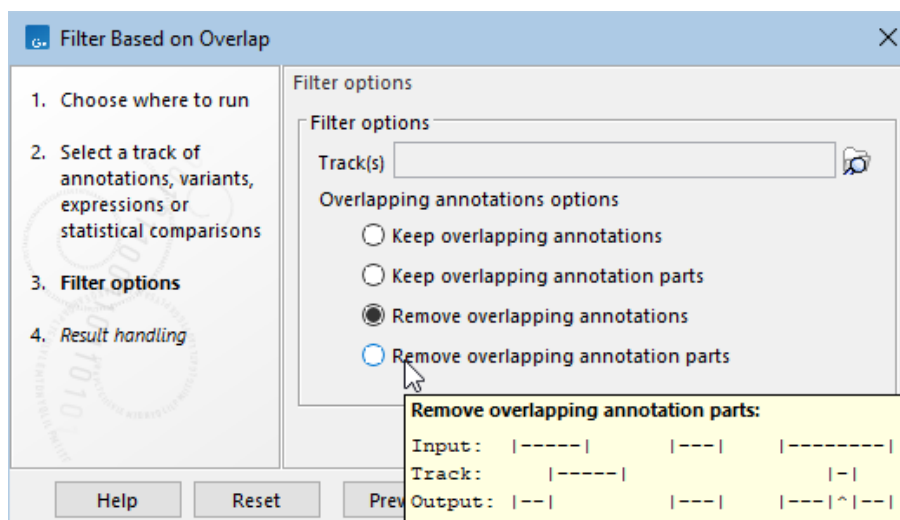 G.
Filter Based on Overlap
1. Choose where to run
2. Select a track of
annotations, variants,
expressions or
statistical comparisons
3. Filter options
4. Result handling
Filter options
Filter options
Track(s)
Overlapping annotations options
Keep overlapping annotations
Keep overlapping annotation parts
Remove overlapping annotations
Remove overlapping annotation parts
Remove overlapping annotation parts:
Input: |-----| |---| |--------|
Track: |-----| |-|
Output: |--| |---| |---|^|--|
Help
Reset